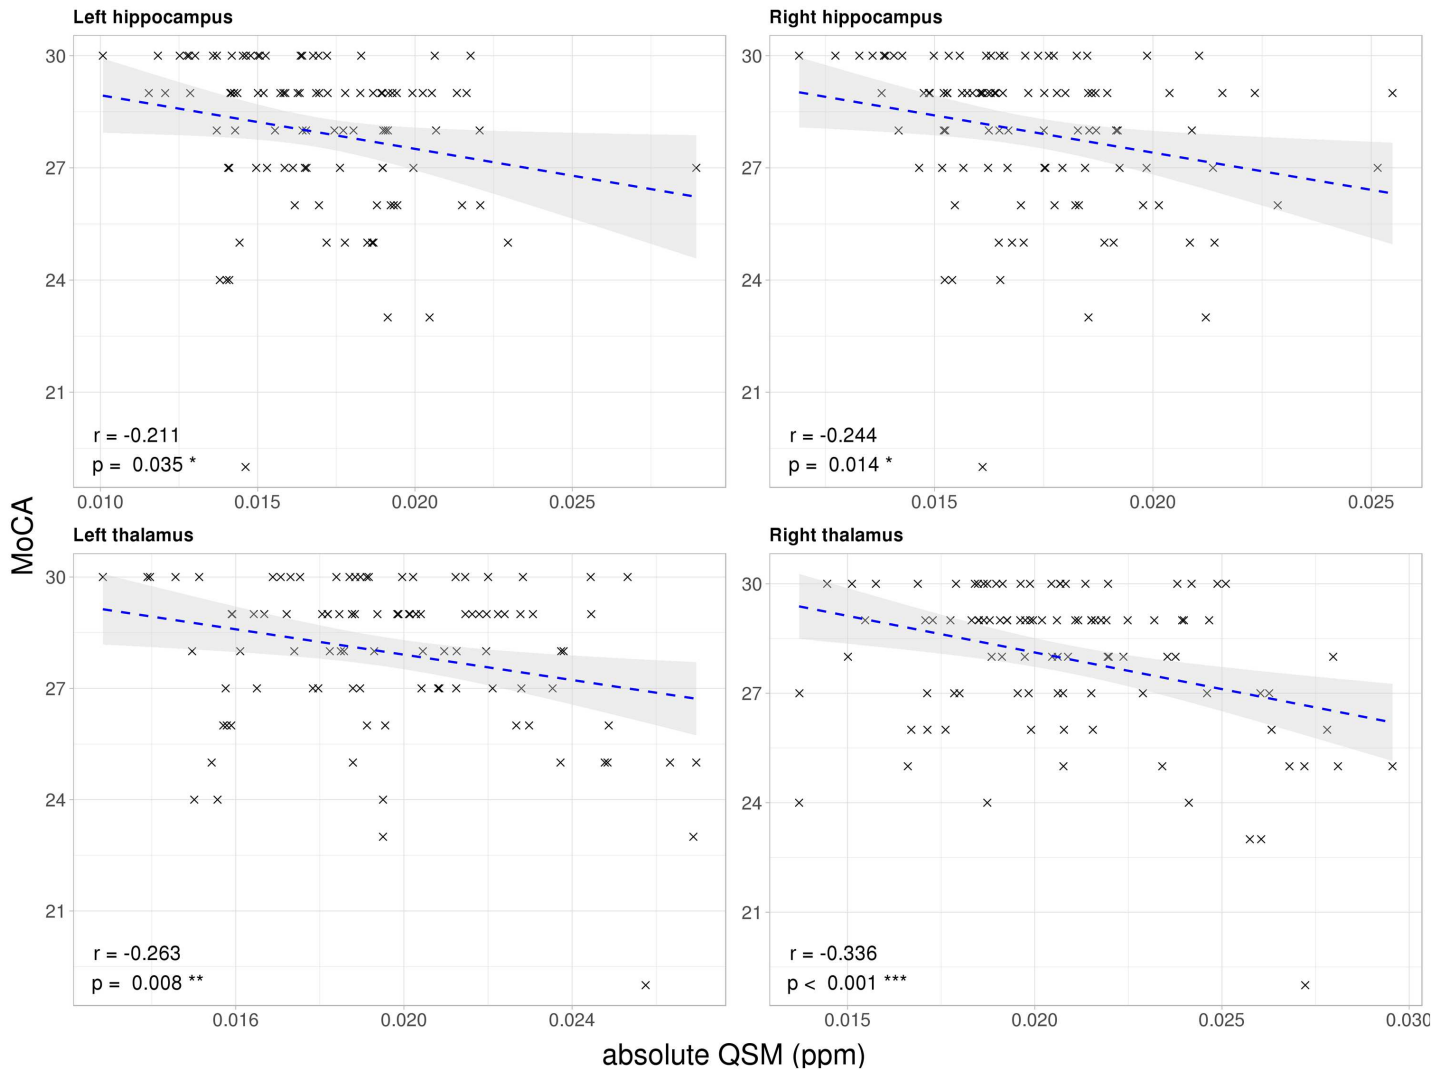 Left hippocampus
30
27
24
21
r = -0.211
p = 0.035 *
0.010 0.015 0.020 0.025
Right hippocampus
30
27
24
21
r = -0.244
p = 0.014 *
0.015 0.020 0.025
MoCA
Left thalamus
30
27
24
21
r = -0.263
p = 0.008 **
0.016 0.020 0.024
Right thalamus
30
27
24
21
r = -0.336
p < 0.001 ***
0.015 0.020 0.025 0.030
absolute QSM (ppm)